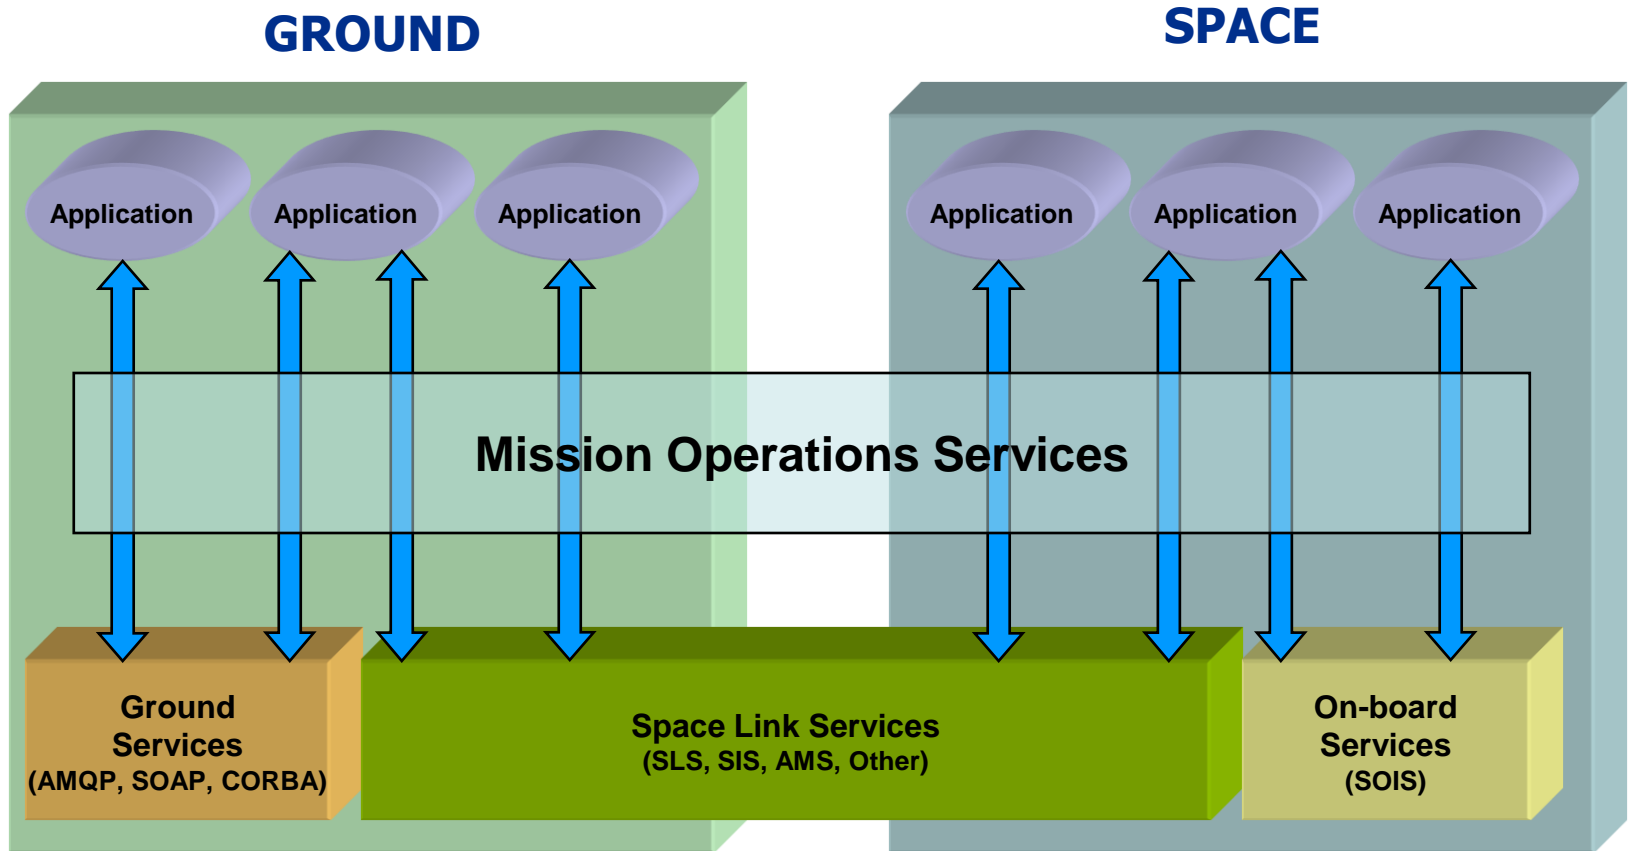 GROUND
SPACE
Application
Application
Application
Application
Application
Application
Mission Operations Services
Ground
Services
(AMQP, SOAP, CORBA)
Space Link Services
(SLS, SIS, AMS, Other)
On-board
Services
(SOIS)